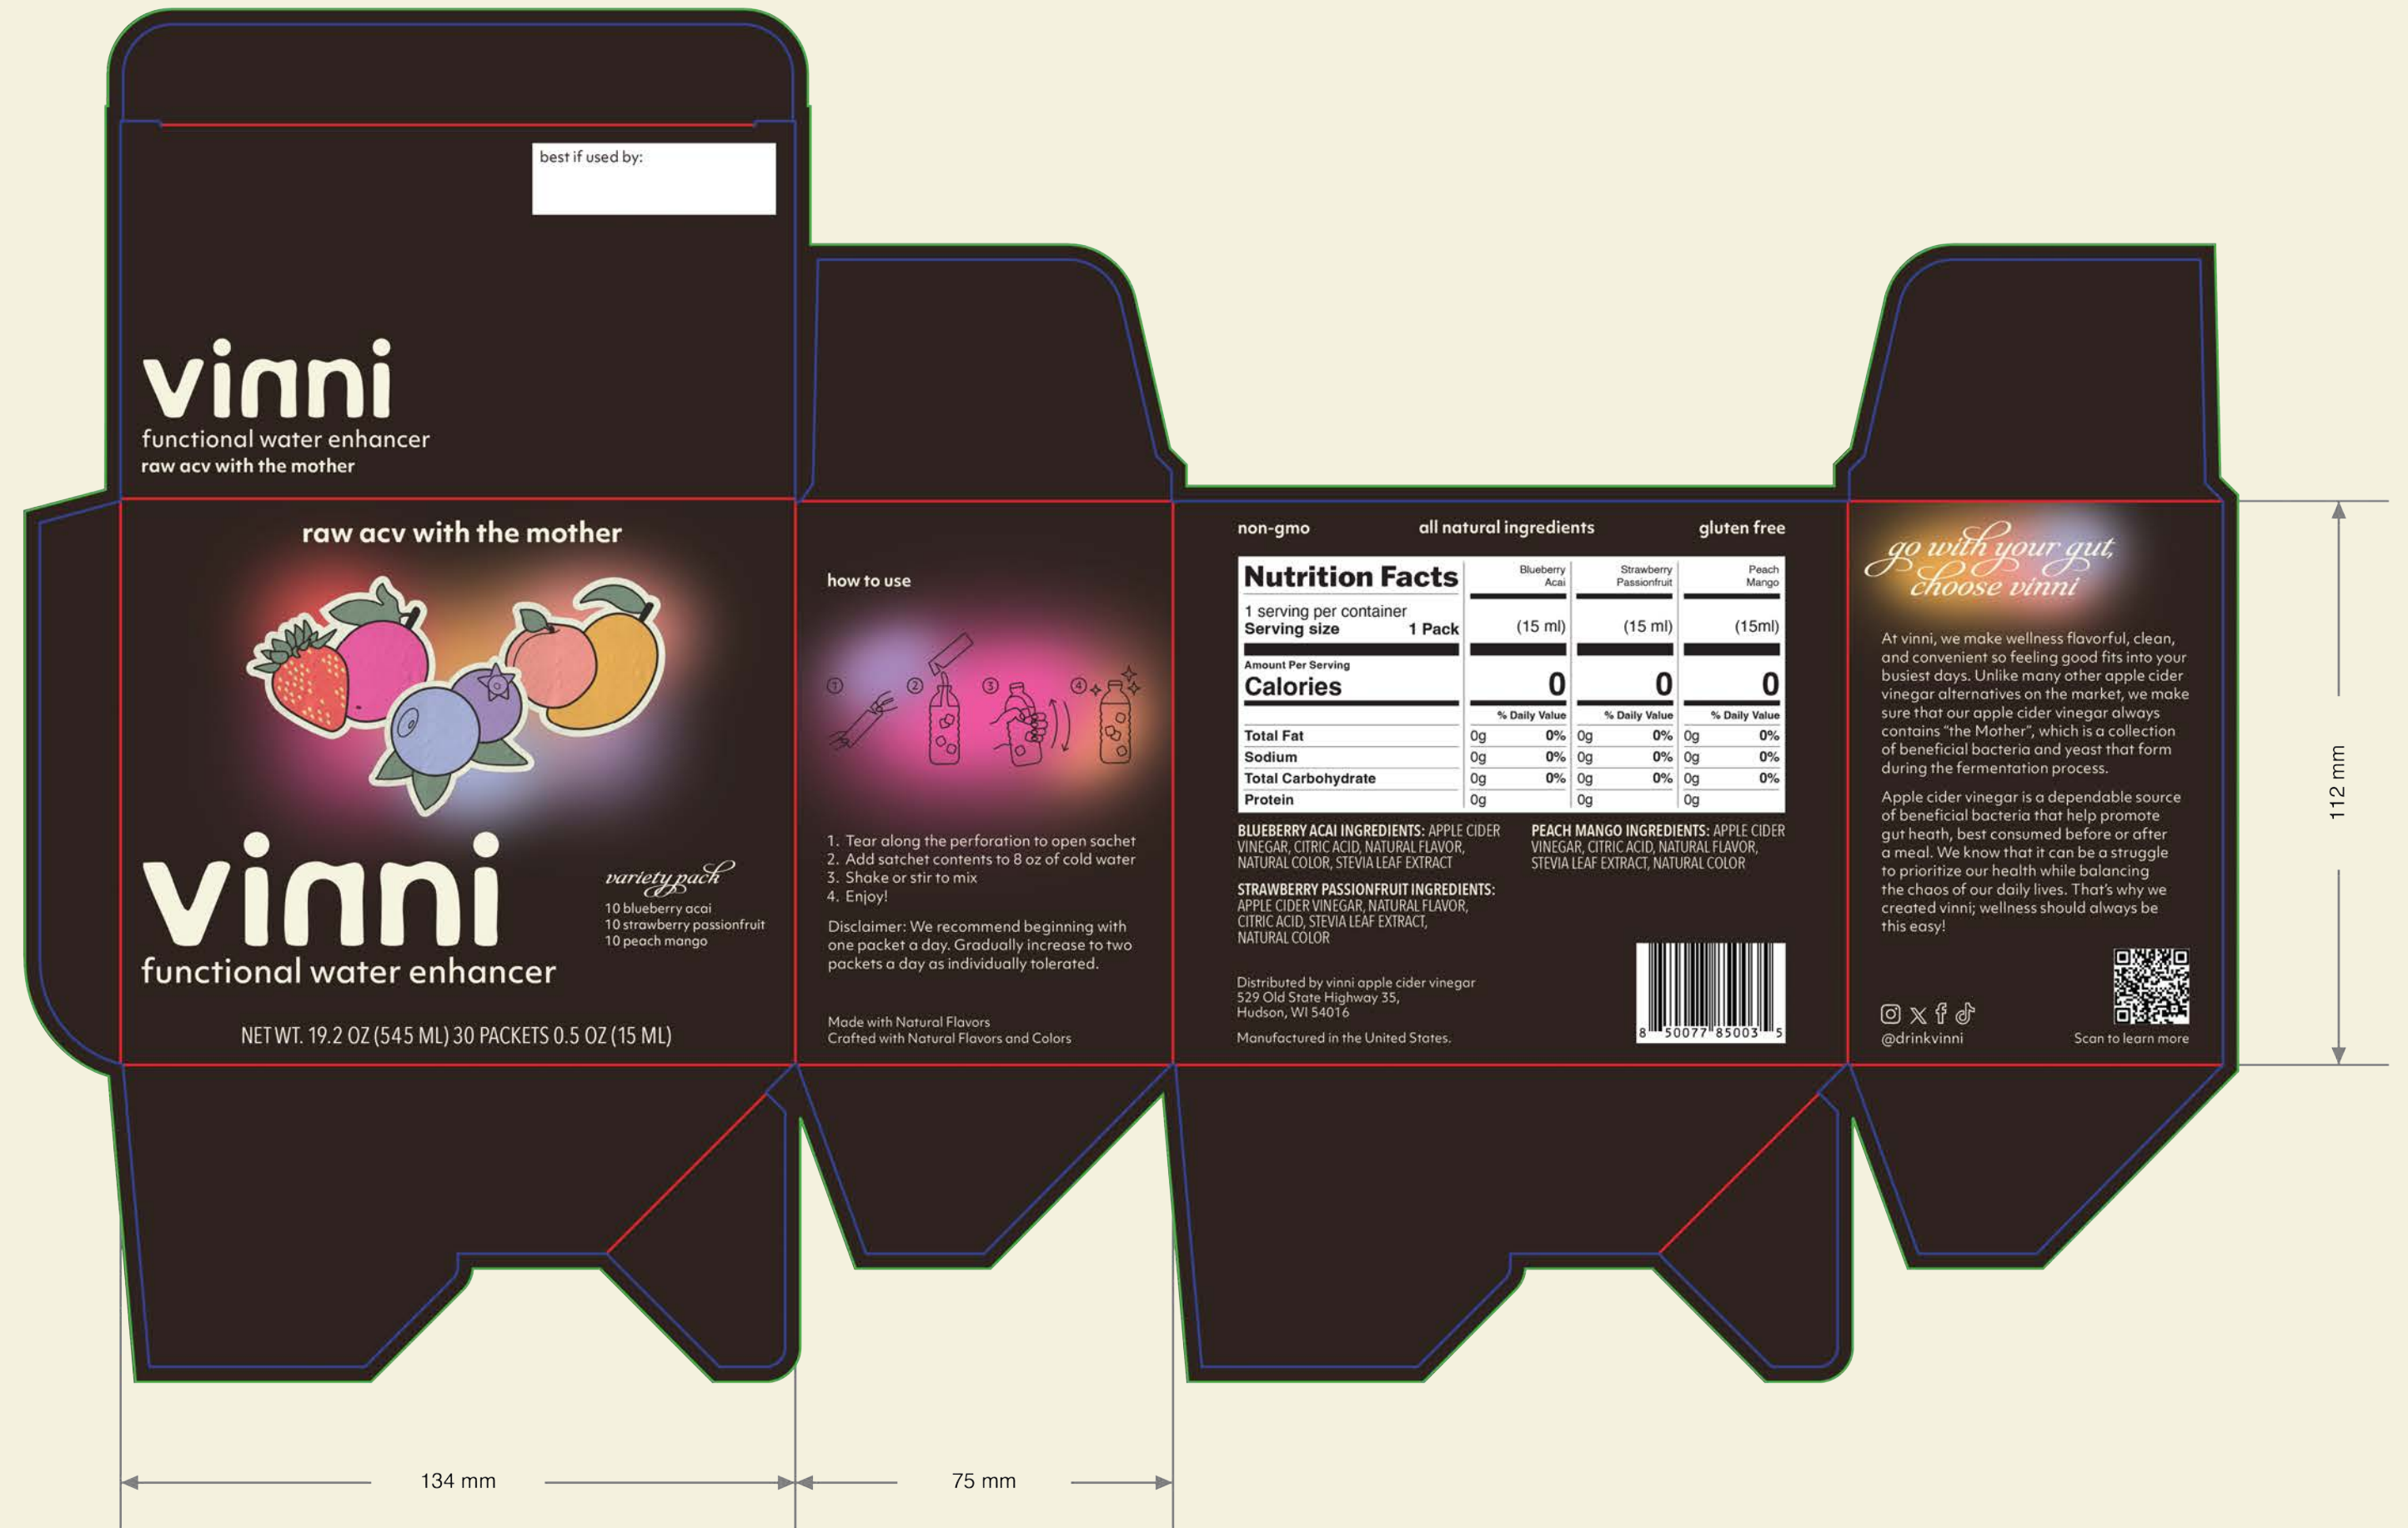 best if used by:
vinni
functional water enhancer
raw acv with the mother
raw acv with the mother
vinni
functional water enhancer
variety pack
10 blueberry acai
10 strawberry passionfruit
10 peach mango
NET WT. 19.2 OZ (545 ML) 30 PACKETS 0.5 OZ (15 ML)
how to use
1 2 3 4
1. Tear along the perforation to open sachet
2. Add satchet contents to 8 oz of cold water
3. Shake or stir to mix
4. Enjoy!
Disclaimer: We recommend beginning with
one packet a day. Gradually increase to two
packets a day as individually tolerated.
Made with Natural Flavors
Crafted with Natural Flavors and Colors
non-gmo all natural ingredients gluten free
Nutrition Facts Blueberry Acai Strawberry Passionfruit Peach Mango
1 serving per container
Serving size 1 Pack (15 ml) (15 ml) (15ml)
Amount Per Serving
Calories 0 0 0
% Daily Value % Daily Value % Daily Value
Total Fat 0g 0% 0g 0% 0g 0%
Sodium 0g 0% 0g 0% 0g 0%
Total Carbohydrate 0g 0% 0g 0% 0g 0%
Protein 0g 0g 0g
BLUEBERRY ACAI INGREDIENTS: APPLE CIDER
VINEGAR, CITRIC ACID, NATURAL FLAVOR,
NATURAL COLOR, STEVIA LEAF EXTRACT
STRAWBERRY PASSIONFRUIT INGREDIENTS:
APPLE CIDER VINEGAR, NATURAL FLAVOR,
CITRIC ACID, STEVIA LEAF EXTRACT,
NATURAL COLOR
PEACH MANGO INGREDIENTS: APPLE CIDER
VINEGAR, CITRIC ACID, NATURAL FLAVOR,
STEVIA LEAF EXTRACT, NATURAL COLOR
Distributed by vinni apple cider vinegar
529 Old State Highway 35,
Hudson, WI 54016
Manufactured in the United States.
8 50077 85003 5
go with your gut,
choose vinni
At vinni, we make wellness flavorful, clean,
and convenient so feeling good fits into your
busiest days. Unlike many other apple cider
vinegar alternatives on the market, we make
sure that our apple cider vinegar always
contains “the Mother”, which is a collection
of beneficial bacteria and yeast that form
during the fermentation process.
Apple cider vinegar is a dependable source
of beneficial bacteria that help promote
gut heath, best consumed before or after
a meal. We know that it can be a struggle
to prioritize our health while balancing
the chaos of our daily lives. That’s why we
created vinni; wellness should always be
this easy!
@drinkvinni
Scan to learn more
112 mm
134 mm
75 mm